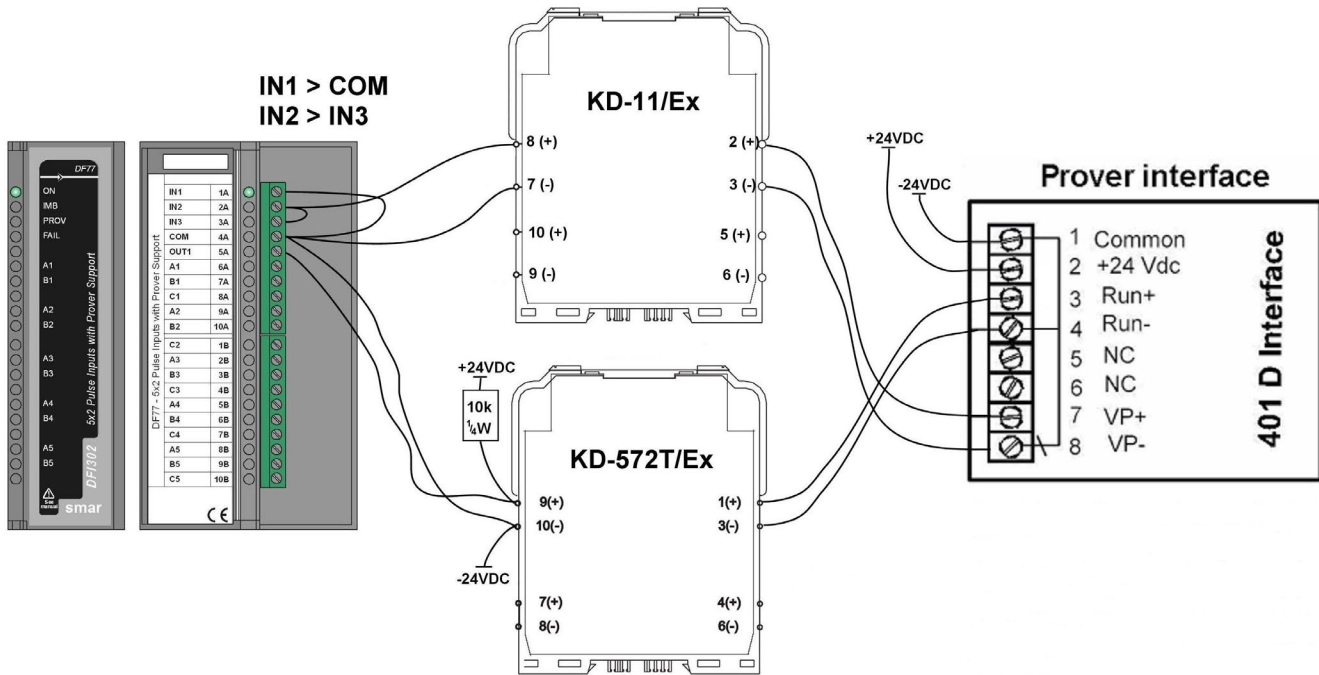 IN1 > COM
IN2 > IN3
DF77
ON
IMB
PROV
FAIL
A1
B1
A2
B2
A3
B3
A4
B4
A5
B5
5x2 Pulse Inputs with Prover Support
DFI302
See
manual
smar
DF77 - 5x2 Pulse Inputs with Prover Support
IN1 1A
IN2 2A
IN3 3A
COM 4A
OUT1 5A
A1 6A
B1 7A
C1 8A
A2 9A
B2 10A
C2 1B
A3 2B
B3 3B
C3 4B
A4 5B
B4 6B
C4 7B
A5 8B
B5 9B
C5 10B
CE
KD-11/Ex
8 (+)
7 (-)
10 (+)
9 (-)
2 (+)
3 (-)
5 (+)
6 (-)
+24VDC
10k
¼W
-24VDC
KD-572T/Ex
9(+)
10(-)
7(+)
8(-)
1(+)
3(-)
4(+)
6(-)
+24VDC
-24VDC
Prover interface
1 Common
2 +24 Vdc
3 Run+
4 Run-
5 NC
6 NC
7 VP+
8 VP-
401 D Interface